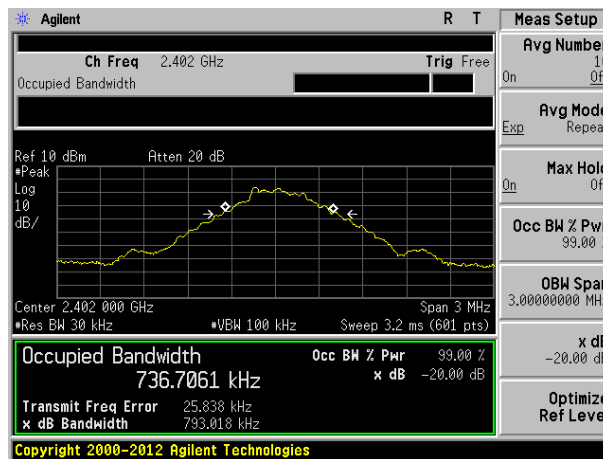 Agilent R T
Meas Setup
Ch Freq 2.402 GHz Trig Free
Occupied Bandwidth
Ref 10 dBm Atten 20 dB
#Peak
Log
10
dB/
Center 2.402 000 GHz Span 3 MHz
#Res BW 30 kHz #VBW 100 kHz Sweep 3.2 ms (601 pts)
Occupied Bandwidth
736.7061 kHz
Occ BW % Pwr 99.00 %
x dB -20.00 dB
Transmit Freq Error 25.838 kHz
x dB Bandwidth 793.018 kHz
Copyright 2000-2012 Agilent Technologies
Avg Number
On
Avg Mode
Exp Repea
Max Hold
On
Occ BW % Pwr
99.00
OBW Span
3.00000000 MH
x dB
-20.00 dB
Optimize
Ref Level